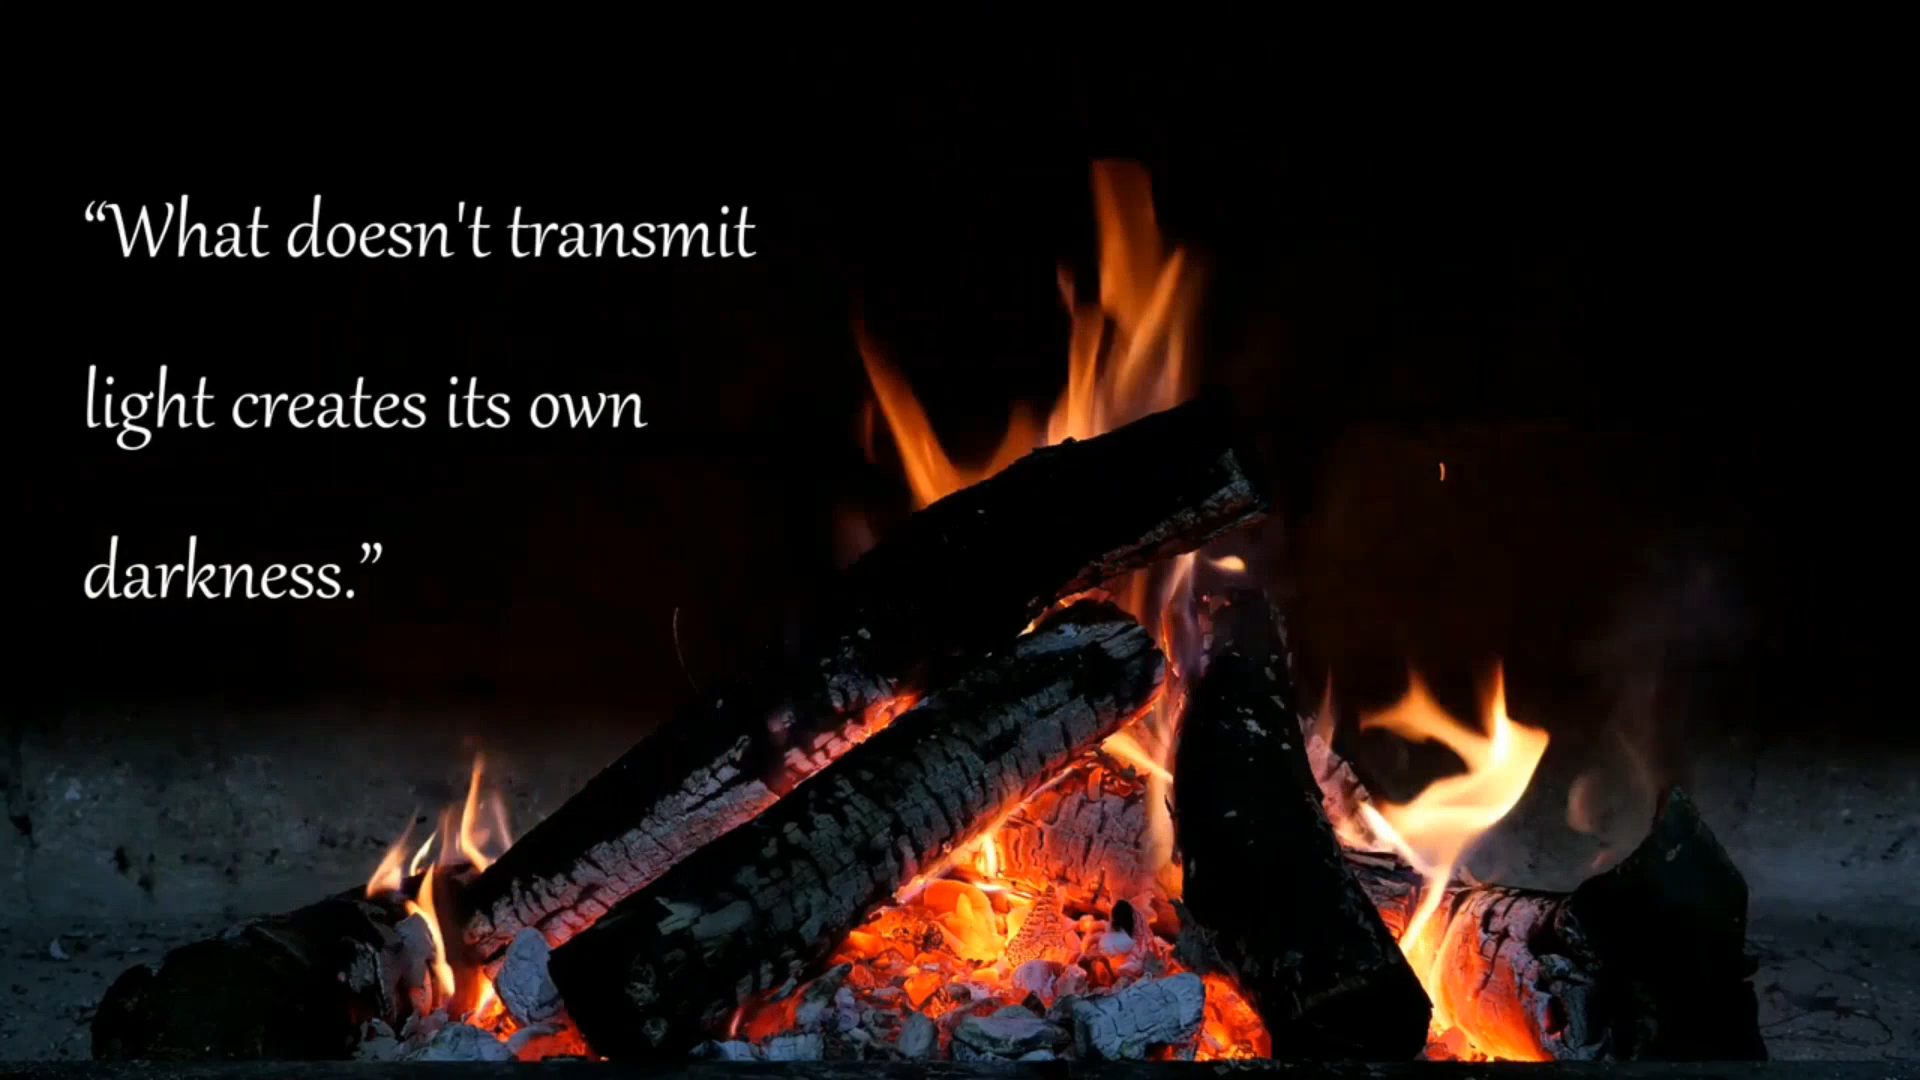 “What doesn't transmit
light creates its own
darkness.”